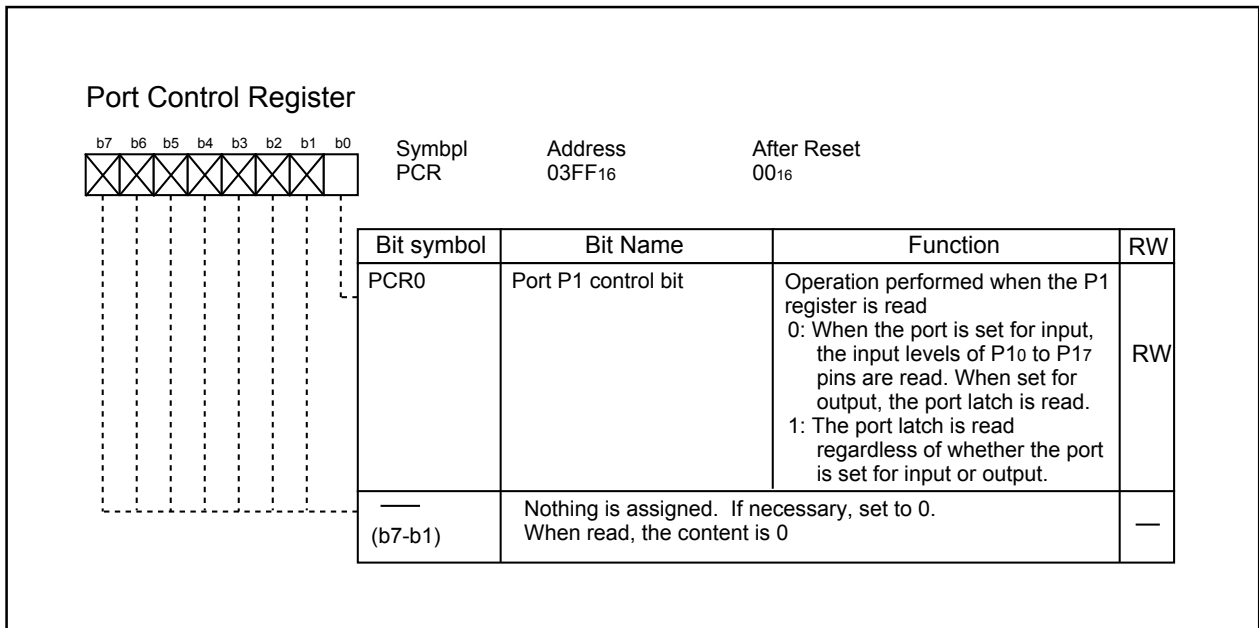 Port Control Register
b7 b6 b5 b4 b3 b2 b1 b0
Symbpl Address After Reset
PCR 03FF16 0016
Bit symbol Bit Name Function RW
PCR0 Port P1 control bit Operation performed when the P1
register is read
0: When the port is set for input,
the input levels of P10 to P17
pins are read. When set for
output, the port latch is read.
1: The port latch is read
regardless of whether the port
is set for input or output.
RW
—
(b7-b1)
Nothing is assigned. If necessary, set to 0.
When read, the content is 0
—